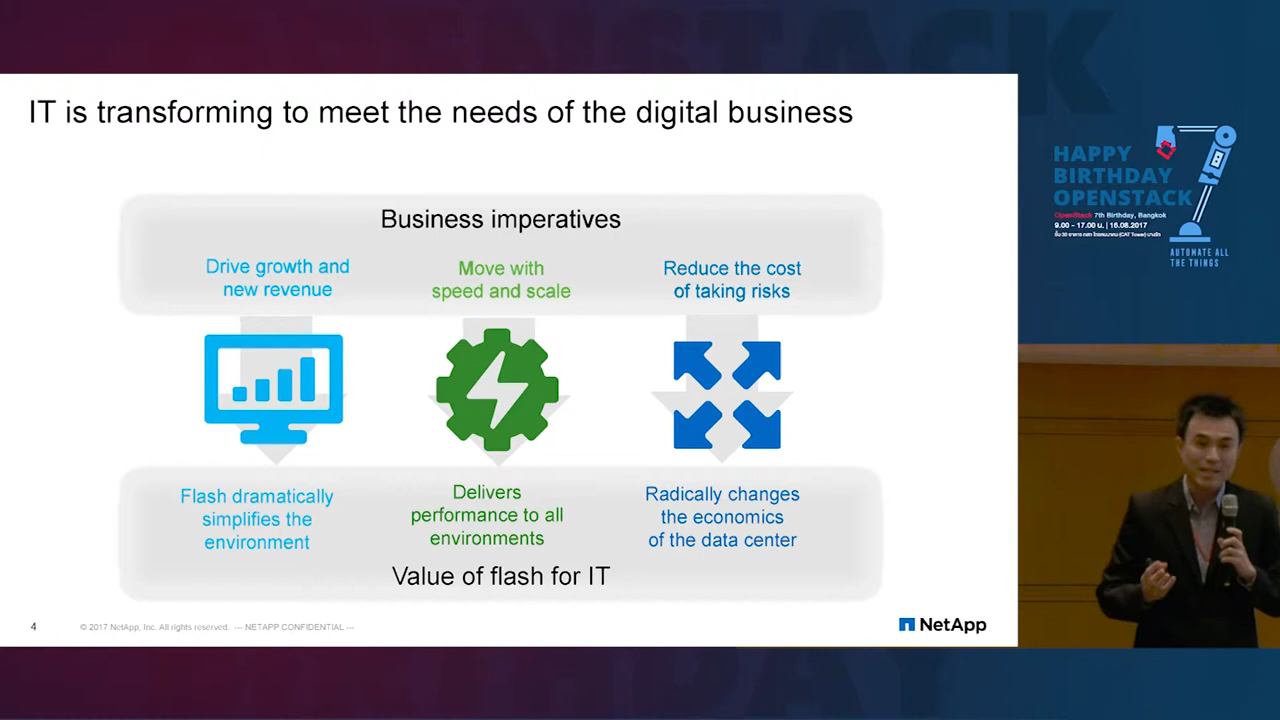 IT is transforming to meet the needs of the digital business
Business imperatives
Drive growth and
new revenue
Move with
speed and scale
Reduce the cost
of taking risks
Flash dramatically
simplifies the
environment
Delivers
performance to all
environments
Radically changes
the economics
of the data center
Value of flash for IT
4
© 2017 NetApp, Inc. All rights reserved. --- NETAPP CONFIDENTIAL ---
NetApp
HAPPY
BIRTHDAY
OPENSTACK
OpenStack 7th Birthday, Bangkok
9.00 - 17.00 น. | 16.08.2017
AUTOMATE ALL
THE THINGS